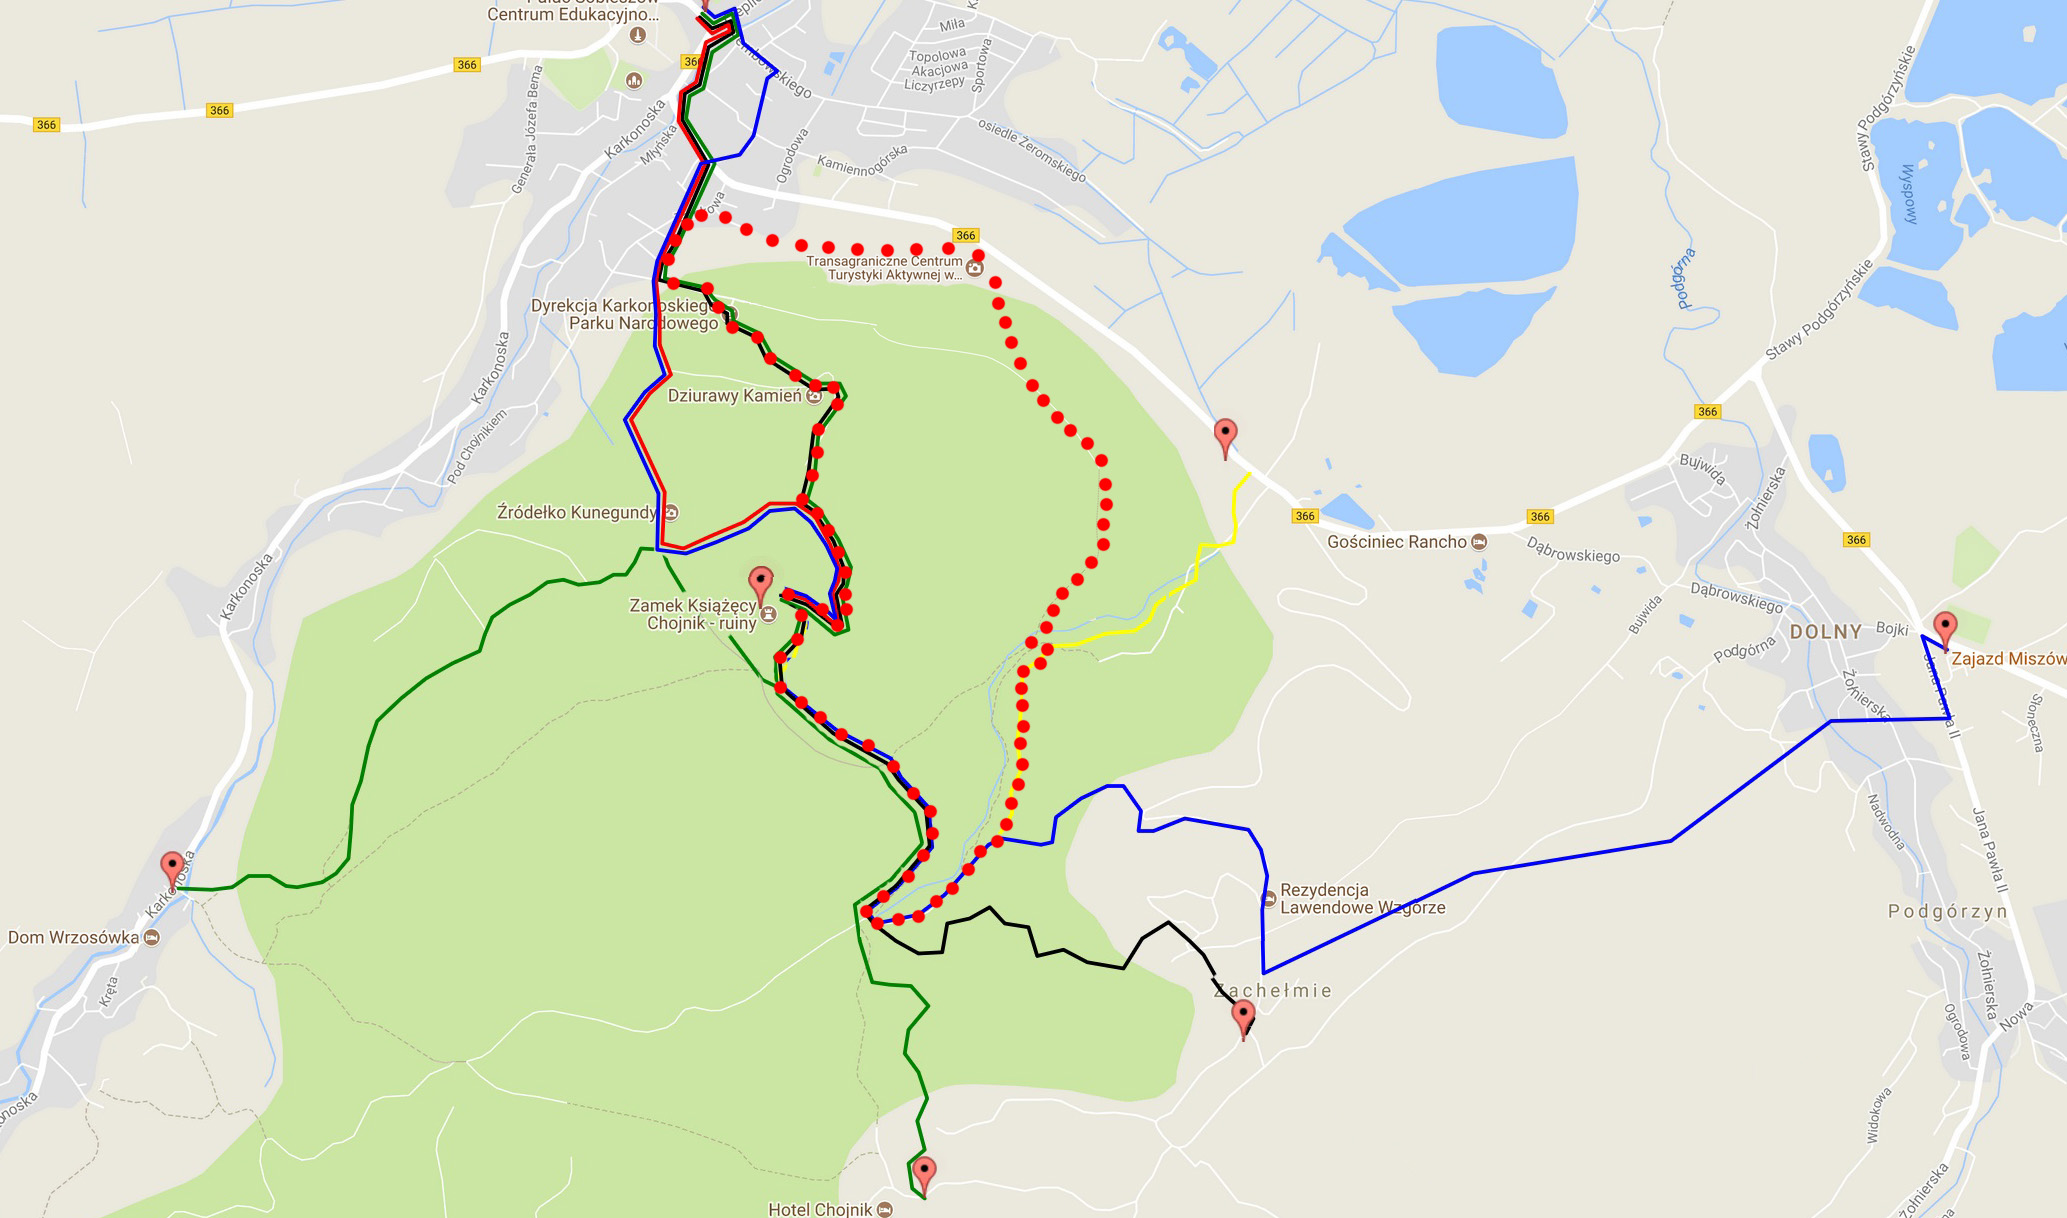 Pałac Sobieszów
Centrum Edukacyjno...
366
366
366
366
Miła
Topolowa
Akacjowa
Liczyrzepy
Sportowa
Generała Józefa Bema
Karkonoska
Młyńska
Ogrodowa
Kamiennogórska
osiedle Żeromskiego
Stawy Podgórzyńskie
Stawy Podgórzyńskie
Wyspowy
Podgórna
366
Transagraniczne Centrum
Turystyki Aktywnej w...
Dyrekcja Karkonoskiego
Parku Narodowego
Stawy Podgórzyńskie
Karkonoska
Dziurawy Kamień
Pod Chojnikiem
366
Bujwida
Żołnierska
Źródełko Kunegundy
366
366
366
Gościniec Rancho
Dąbrowskiego
Karkonoska
Zamek Książęcy
Chojnik - ruiny
Dąbrowskiego
Bujwida
DOLNY
Bojki
Podgórna
Zajazd Miszów
Jana Pawła II
Żołnierska
Słoneczna
Nadwodna
Jana Pawła II
Karkonoska
Rezydencja
Lawendowe Wzgórze
Podgórzyn
Dom Wrzosówka
Kręta
Zachełmie
Żołnierska
Nowa
Ogrodowa
Widokowa
Żołnierska
Hotel Chojnik